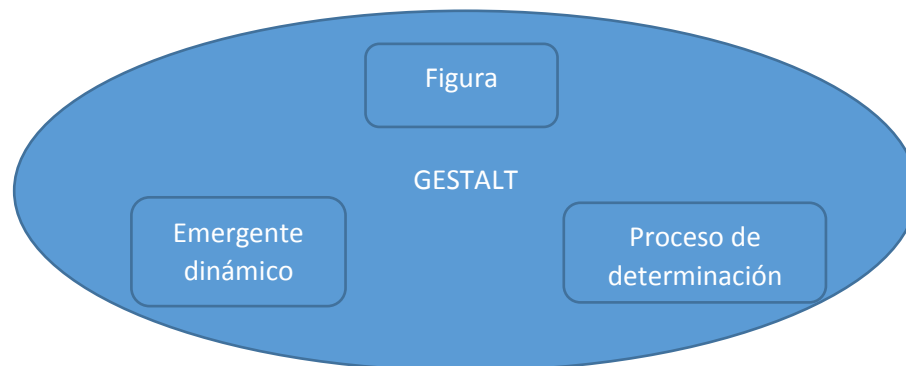 Figura
GESTALT
Emergente
dinámico
Proceso de
determinación